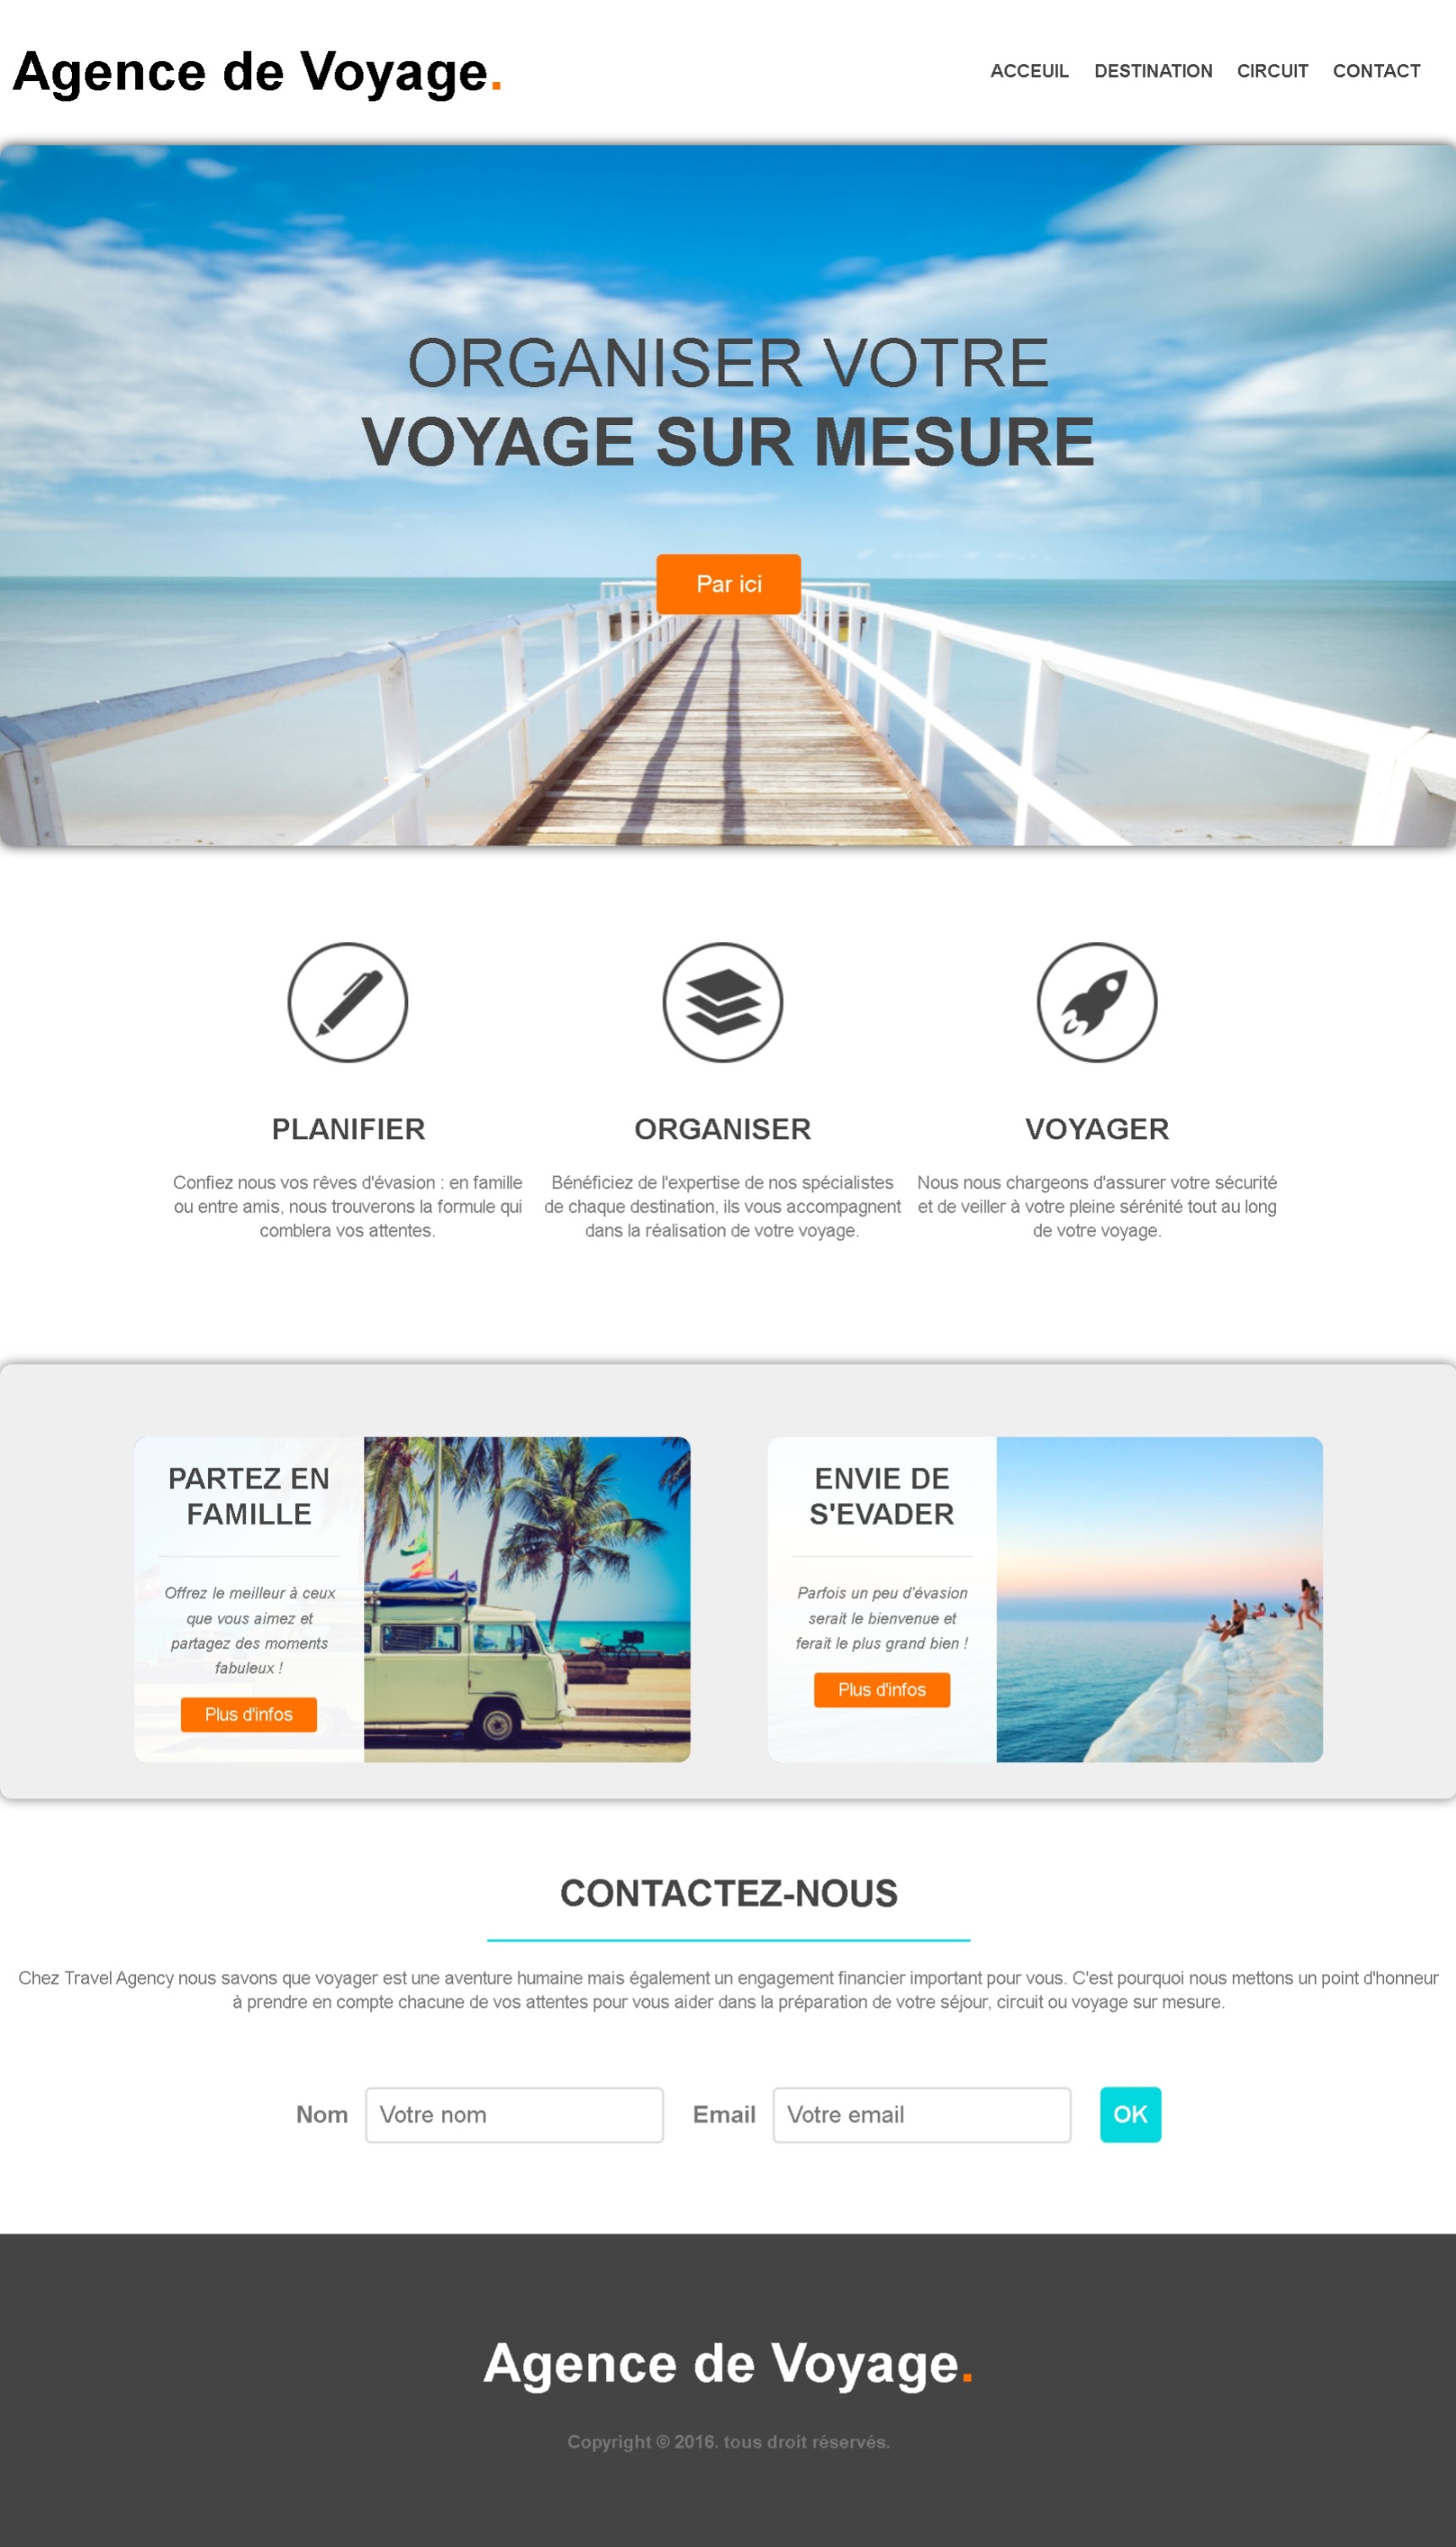 Agence de Voyage.
ACCEUIL DESTINATION CIRCUIT CONTACT
ORGANISER VOTRE
VOYAGE SUR MESURE
Par ici
PLANIFIER
Confiez nous vos rêves d'évasion : en famille
ou entre amis, nous trouverons la formule qui
comblera vos attentes.
ORGANISER
Bénéficiez de l'expertise de nos spécialistes
de chaque destination, ils vous accompagnent
dans la réalisation de votre voyage.
VOYAGER
Nous nous chargeons d'assurer votre sécurité
et de veiller à votre pleine sérénité tout au long
de votre voyage.
PARTEZ EN
FAMILLE
Offrez le meilleur à ceux
que vous aimez et
partagez des moments
fabuleux !
Plus d'infos
ENVIE DE
S'EVADER
Parfois un peu d'évasion
serait le bienvenue et
ferait le plus grand bien !
Plus d'infos
CONTACTEZ-NOUS
Chez Travel Agency nous savons que voyager est une aventure humaine mais également un engagement financier important pour vous. C'est pourquoi nous mettons un point d'honneur
à prendre en compte chacune de vos attentes pour vous aider dans la préparation de votre séjour, circuit ou voyage sur mesure.
Nom Votre nom Email Votre email OK
Agence de Voyage.
Copyright © 2016. tous droit réservés.